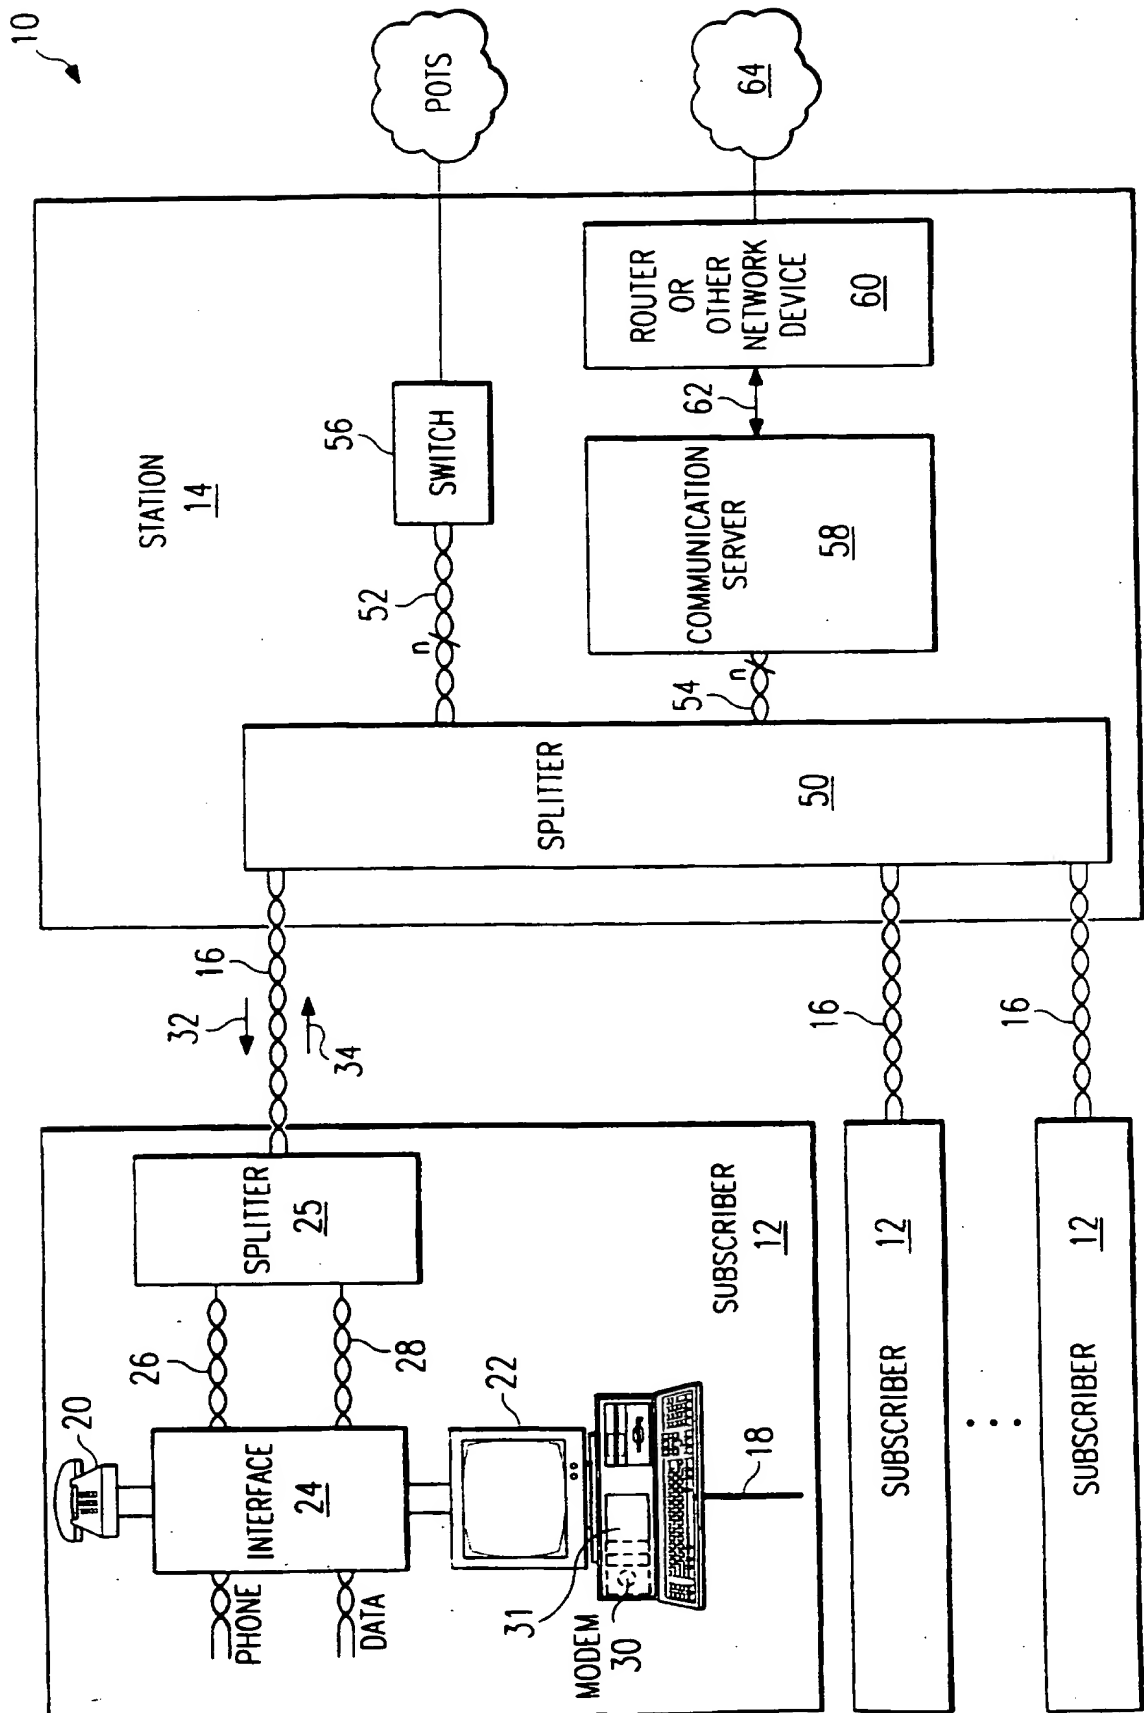 10
SUBSCRIBER
12
PHONE
DATA
20
INTERFACE
24
26
28
SPLITTER
25
22
MODEM
30
31
18
32
34
16
STATION
14
SPLITTER
50
n
52
56
SWITCH
POTS
n
54
COMMUNICATION
SERVER
58
62
ROUTER
OR
OTHER
NETWORK
DEVICE
60
64
SUBSCRIBER
12
16
SUBSCRIBER
12
16